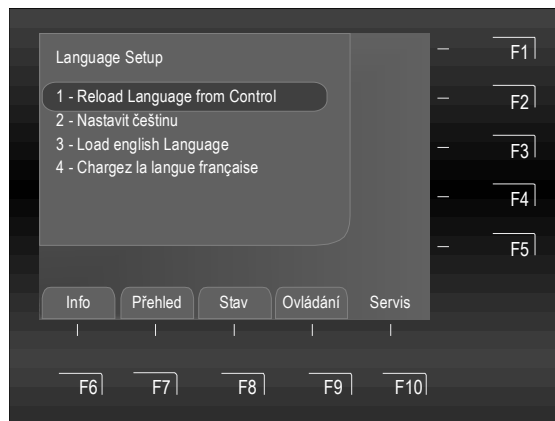 Language Setup
1 - Reload Language from Control
2 - Nastavit češtinu
3 - Load english Language
4 - Chargez la langue française
F1
F2
F3
F4
F5
Info Přehled Stav Ovládání Servis
F6 F7 F8 F9 F10